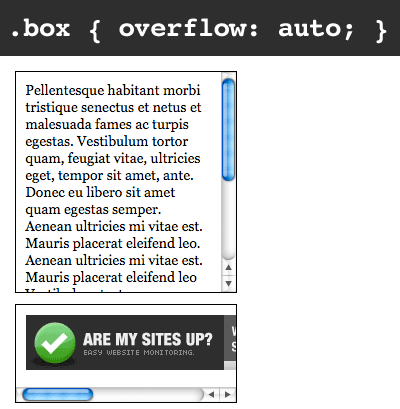 .box { overflow: auto; }
Pellentesque habitant morbi
tristique senectus et netus et
malesuada fames ac turpis
egestas. Vestibulum tortor
quam, feugiat vitae, ultricies
eget, tempor sit amet, ante.
Donec eu libero sit amet
quam egestas semper.
Aenean ultricies mi vitae est.
Mauris placerat eleifend leo.
Aenean ultricies mi vitae est.
Mauris placerat eleifend leo
ARE MY SITES UP?
EASY WEBSITE MONITORING.